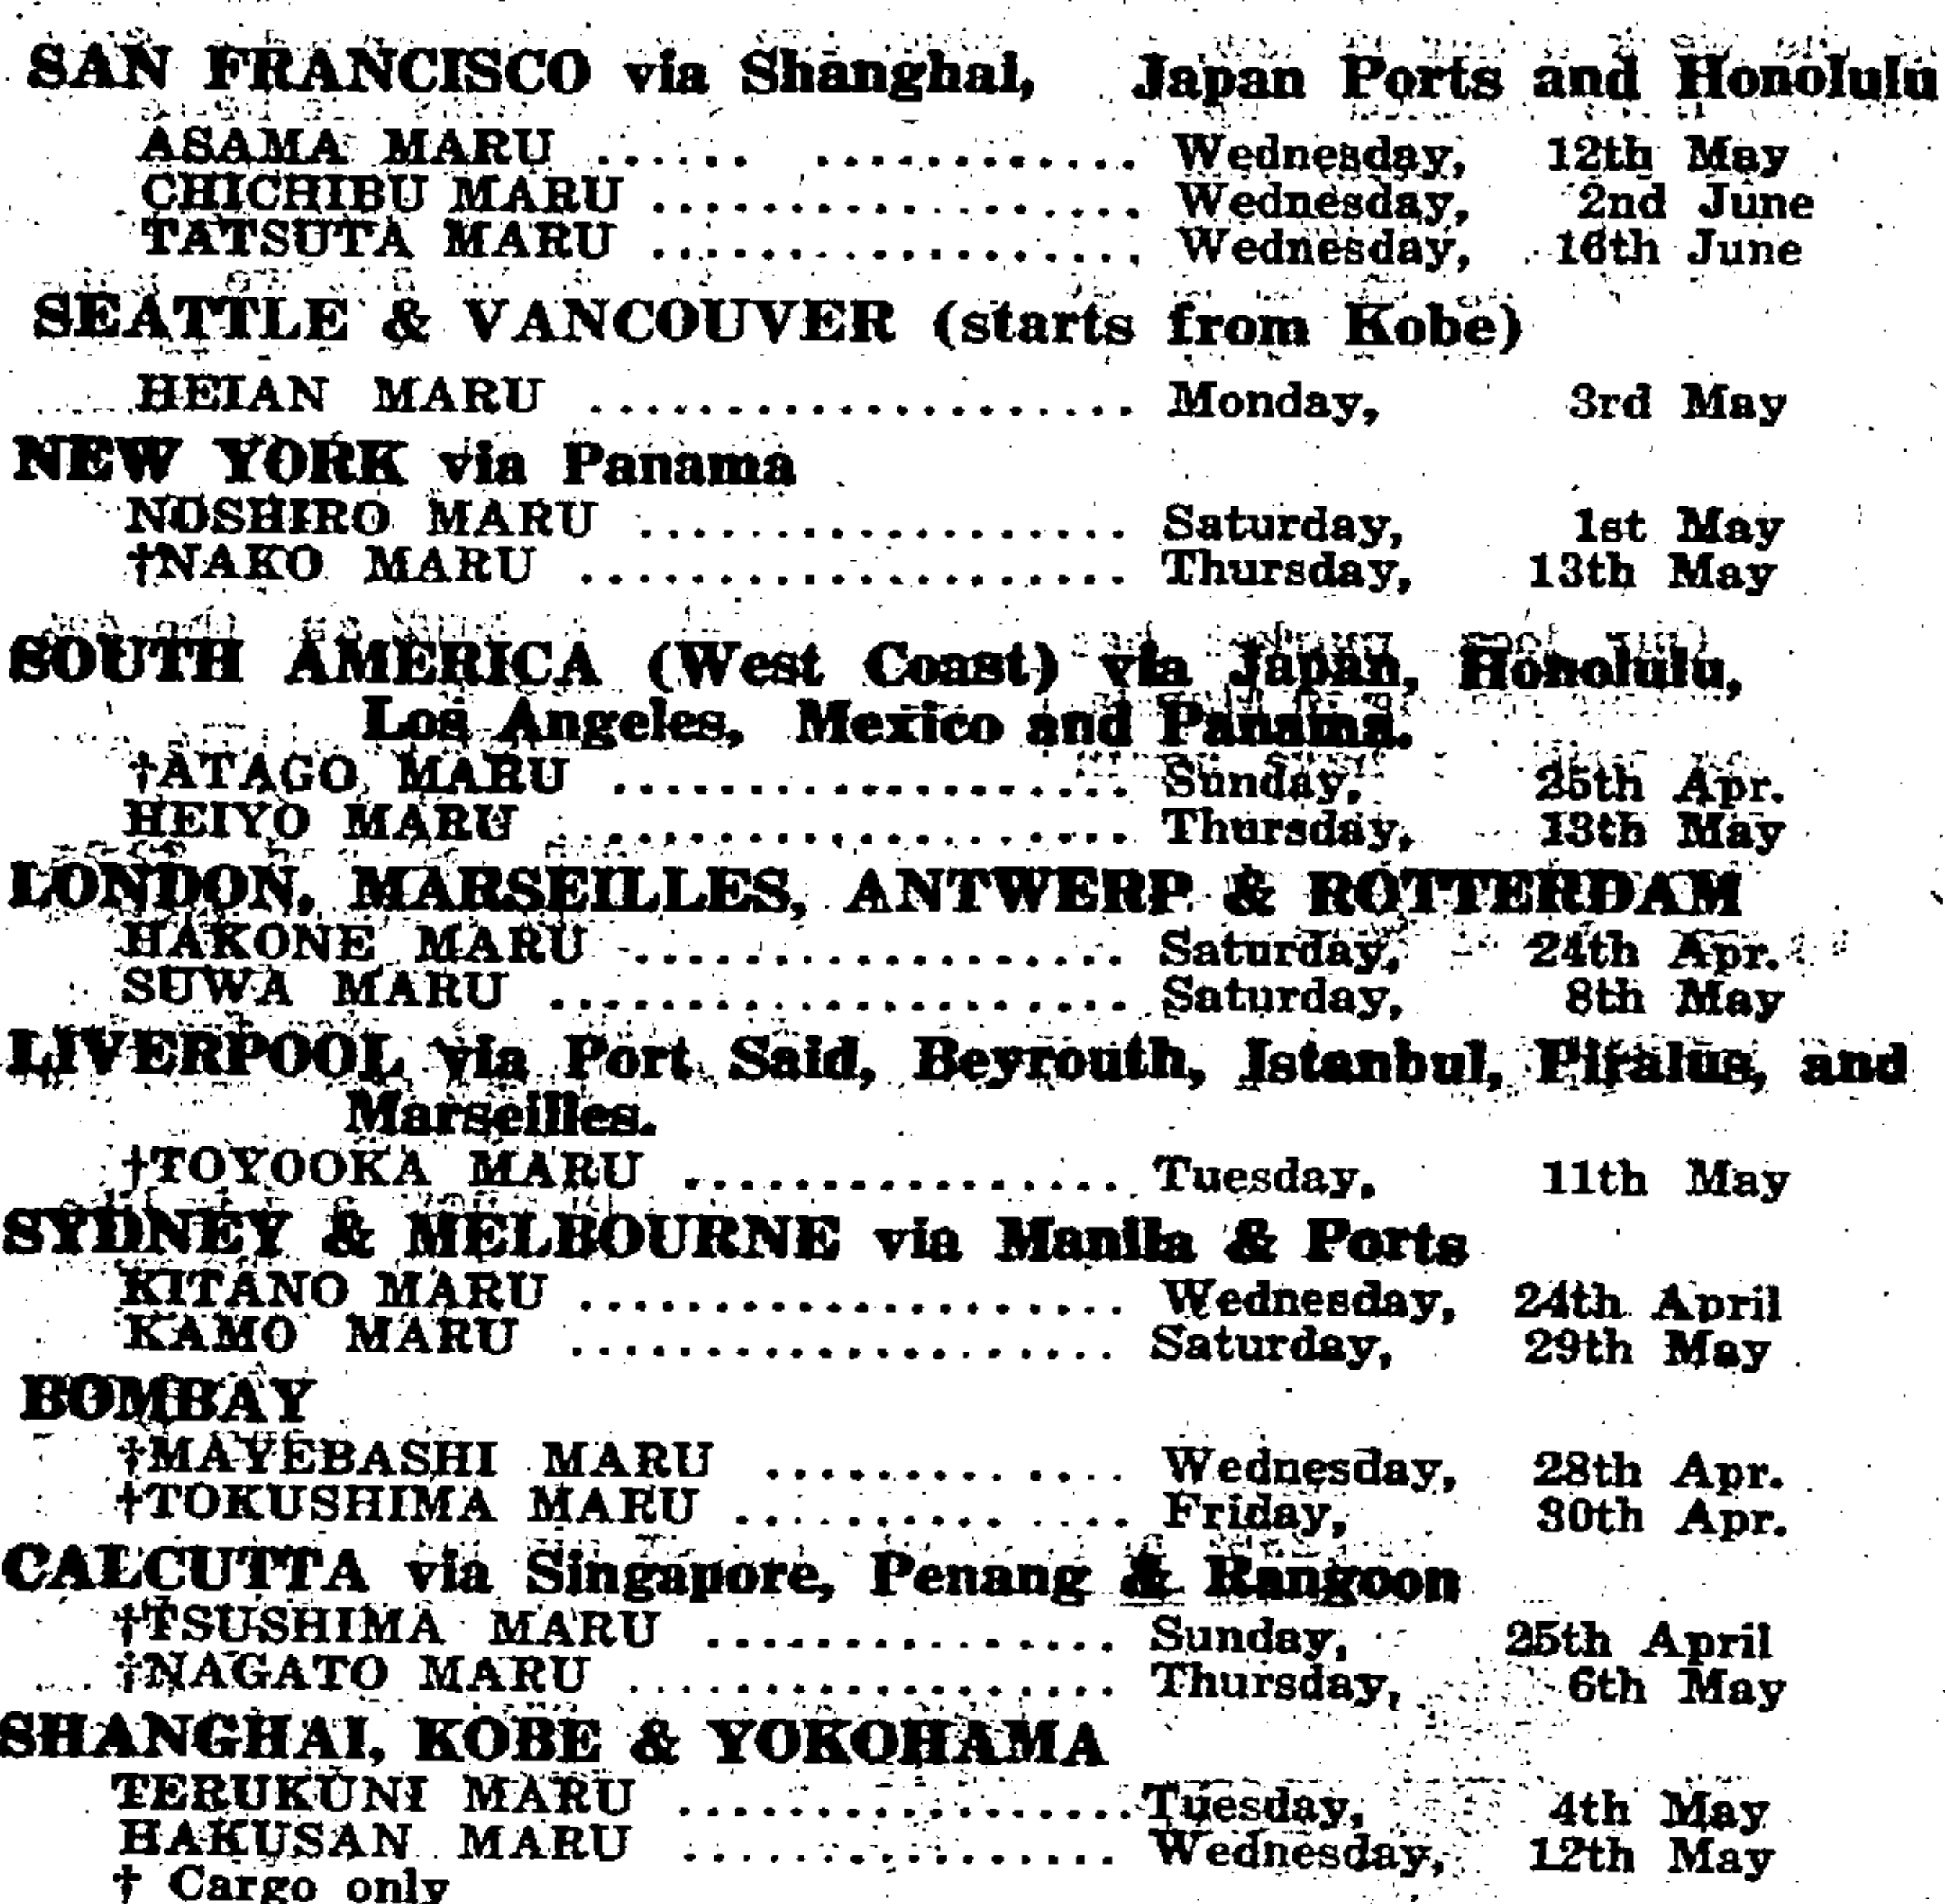 SAN FRANCISCO via Shanghai, Japan Ports and Honolulu
ASAMA MARU ...... ............ Wednesday, 12th May
CHICHIBU MARU .................. Wednesday, 2nd June
TATSUTA MARU .................. Wednesday, 16th June
SEATTLE & VANCOUVER (starts from Kobe)
HEIAN MARU .................... Monday, 3rd May
NEW YORK via Panama
NOSHIRO MARU .................. Saturday, 1st May
†NAKO MARU .................... Thursday, 13th May
SOUTH AMERICA (West Coast) via Japan, Honolulu,
Los Angeles, Mexico and Panama.
†ATAGO MARU ................... Sunday, 25th Apr.
HEIYO MARU ..................... Thursday, 13th May
LONDON, MARSEILLES, ANTWERP & ROTTERDAM
HAKONE MARU .................. Saturday, 24th Apr.
SUWA MARU ..................... Saturday, 8th May
LIVERPOOL via Port Said, Beyrouth, Istanbul, Piralus, and
Marseilles.
†TOYOOKA MARU ................ Tuesday, 11th May
SYDNEY & MELBOURNE via Manila & Ports
KITANO MARU .................... Wednesday, 24th April
KAMO MARU .................... Saturday, 29th May
BOMBAY
†MAYEBASHI MARU ......... .... Wednesday, 28th Apr.
†TOKUSHIMA MARU .......... .... Friday, 30th Apr.
CALCUTTA via Singapore, Penang & Rangoon
†TSUSHIMA MARU ............... Sunday, 25th April
†NAGATO MARU .................. Thursday, 6th May
SHANGHAI, KOBE & YOKOHAMA
TERUKUNI MARU ................. Tuesday, 4th May
HAKUSAN MARU ................ Wednesday, 12th May
† Cargo only